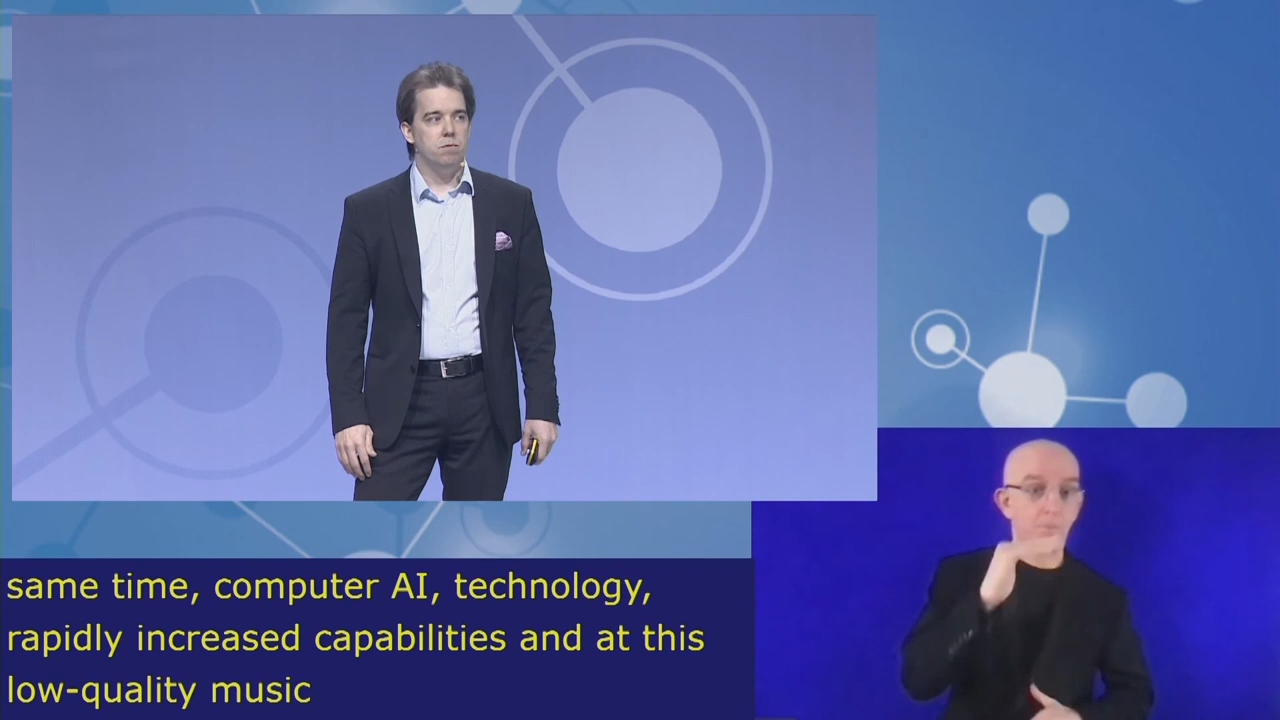 same time, computer AI, technology,
rapidly increased capabilities and at this
low-quality music